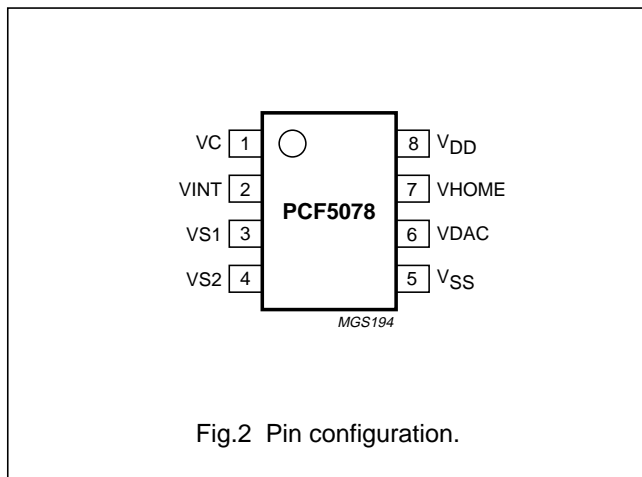 VC 1 8 VDD
VINT 2 7 VHOME
PCF5078
VS1 3 6 VDAC
VS2 4 5 VSS
MGS194
Fig.2 Pin configuration.